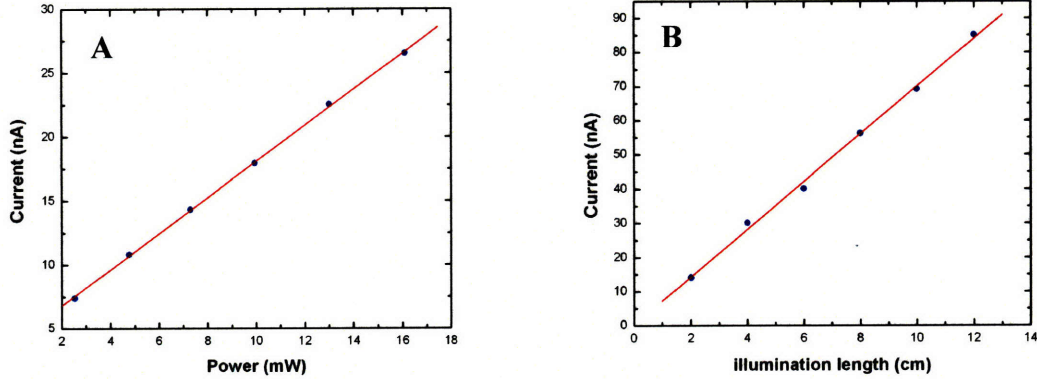 A
Current (nA)
30
25
20
15
10
5
2 4 6 8 10 12 14 16 18
Power (mW)
B
Current (nA)
90
80
70
60
50
40
30
20
10
0
0 2 4 6 8 10 12 14
illumination length (cm)